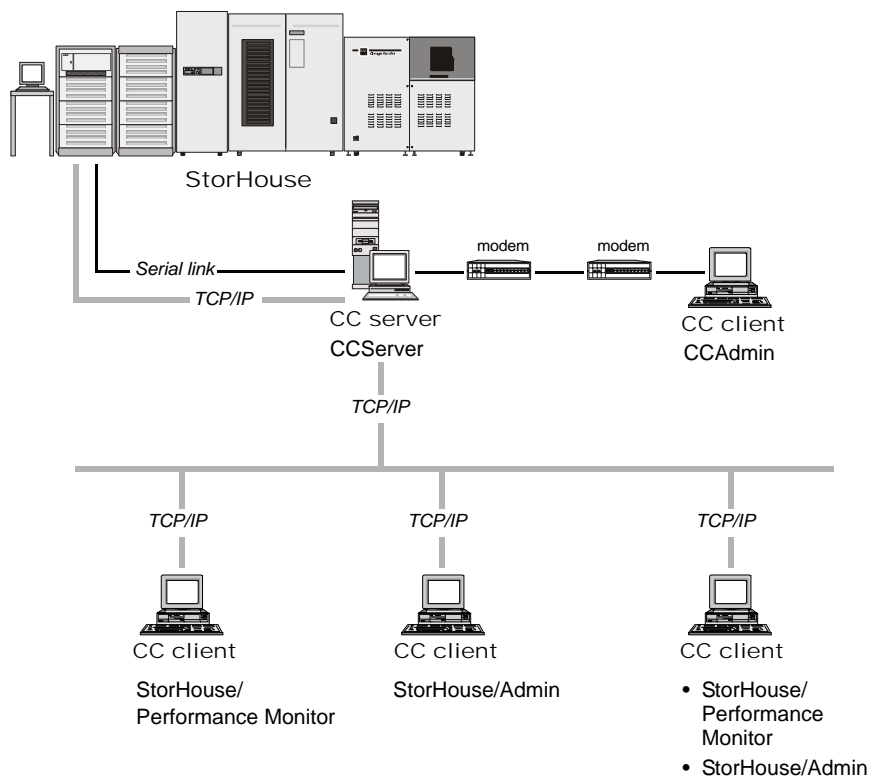 StorHouse
modem modem
Serial link
TCP/IP
CC server
CCServer
CC client
CCAdmin
TCP/IP
TCP/IP TCP/IP TCP/IP
CC client
StorHouse/
Performance Monitor
CC client
StorHouse/Admin
CC client
• StorHouse/
Performance
Monitor
• StorHouse/Admin